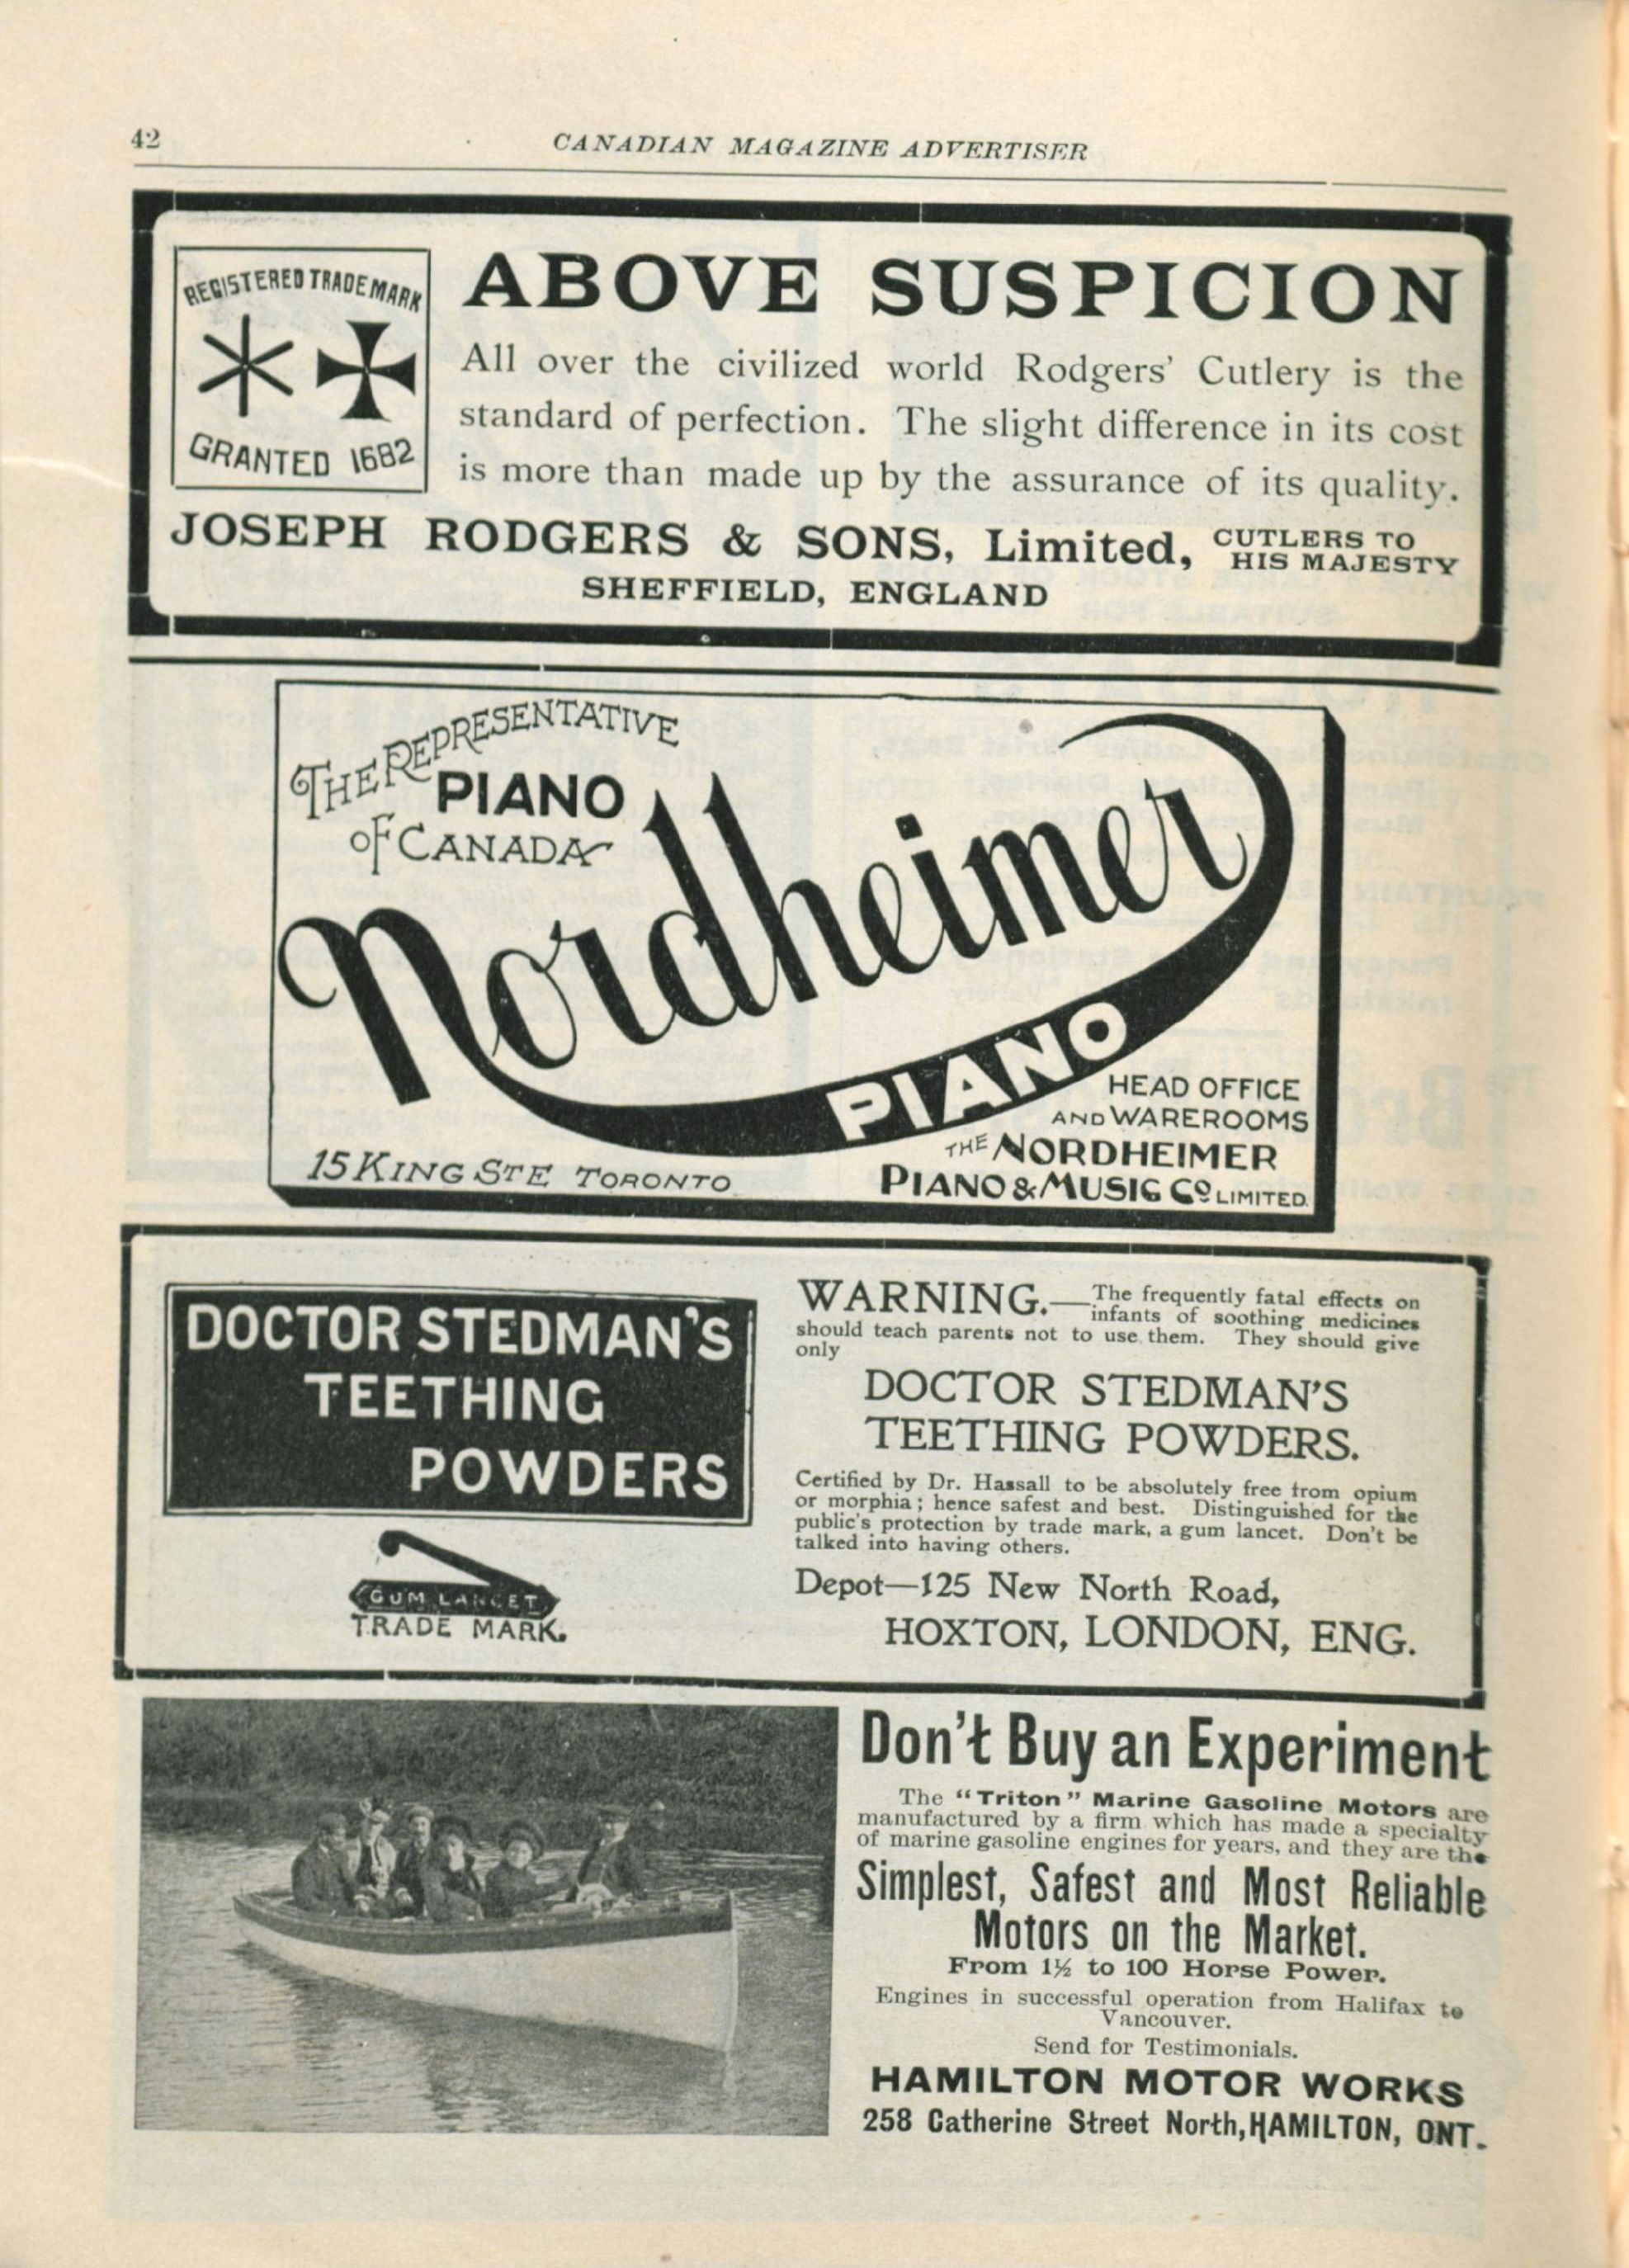 42
CANADIAN MAGAZINE ADVERTISER
REGISTERED TRADE MARK
GRANTED 1682
ABOVE SUSPICION
All over the civilized world Rodgers' Cutlery is the
standard of perfection. The slight difference in its cost
is more than made up by the assurance of its quality.
JOSEPH RODGERS & SONS, Limited, CUTLERS TO
HIS MAJESTY
SHEFFIELD, ENGLAND
THE REPRESENTATIVE
PIANO
OF CANADA
Nordheimer
PIANO
HEAD OFFICE
AND WAREROOMS
THE NORDHEIMER
PIANO & MUSIC CO LIMITED.
15 KING ST E TORONTO
DOCTOR STEDMAN'S
TEETHING
POWDERS
GUM LANCET
TRADE MARK.
WARNING.—The frequently fatal effects on
infants of soothing medicines
should teach parents not to use them. They should give
only
DOCTOR STEDMAN'S
TEETHING POWDERS.
Certified by Dr. Hassall to be absolutely free from opium
or morphia; hence safest and best. Distinguished for the
public's protection by trade mark, a gum lancet. Don't be
talked into having others.
Depot—125 New North Road,
HOXTON, LONDON, ENG.
Don't Buy an Experiment
The "Triton" Marine Gasoline Motors are
manufactured by a firm which has made a specialty
of marine gasoline engines for years, and they are the
Simplest, Safest and Most Reliable
Motors on the Market.
From 1½ to 100 Horse Power.
Engines in successful operation from Halifax to
Vancouver.
Send for Testimonials.
HAMILTON MOTOR WORKS
258 Catherine Street North, HAMILTON, ONT.